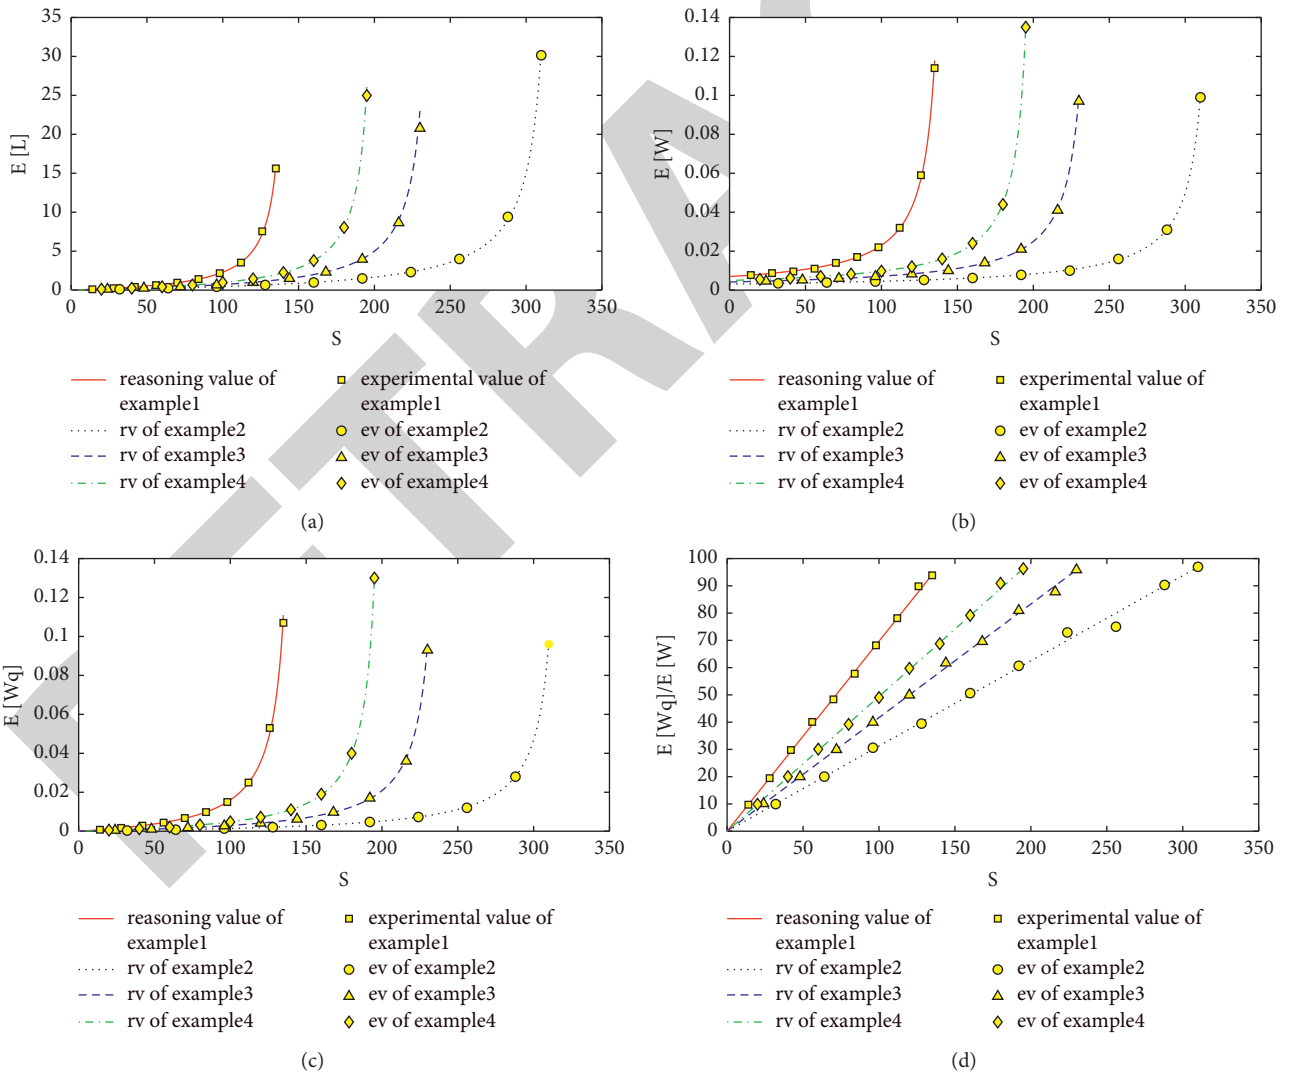 35
30
25
20
15
10
5
0
E [L]
0 50 100 150 200 250 300 350
S
reasoning value of
example1
rv of example2
rv of example3
rv of example4
experimental value of
example1
ev of example2
ev of example3
ev of example4
(a)
0.14
0.12
0.1
0.08
0.06
0.04
0.02
0
E [W]
0 50 100 150 200 250 300 350
S
reasoning value of
example1
rv of example2
rv of example3
rv of example4
experimental value of
example1
ev of example2
ev of example3
ev of example4
(b)
0.14
0.12
0.1
0.08
0.06
0.04
0.02
0
E [Wq]
0 50 100 150 200 250 300 350
S
reasoning value of
example1
rv of example2
rv of example3
rv of example4
experimental value of
example1
ev of example2
ev of example3
ev of example4
(c)
100
90
80
70
60
50
40
30
20
10
0
E [Wq]/E [W]
0 50 100 150 200 250 300 350
S
reasoning value of
example1
rv of example2
rv of example3
rv of example4
experimental value of
example1
ev of example2
ev of example3
ev of example4
(d)